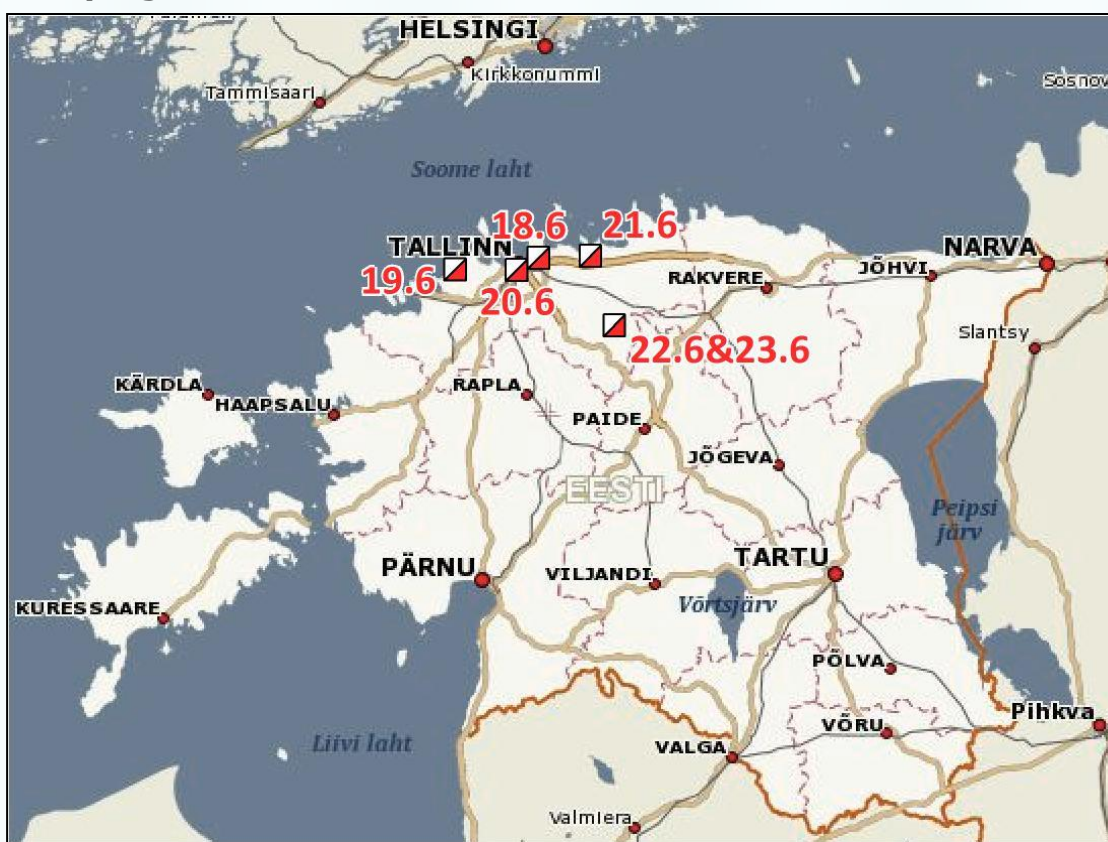 HELSINGI
Kirkkonummi
Tammisaari
Sosnov
Soome laht
18.6
21.6
TALLINN
NARVA
19.6
20.6
RAKVERE
JÕHVI
22.6&23.6
Slantsy
KÄRDLA
HAAPSALU
RAPLA
PAIDE
JÕGEVA
EESTI
Peipsi
järv
PÄRNU
VILJANDI
TARTU
Võrtsjärv
KURESSAARE
PÕLVA
Pihkva
VÕRU
Liivi laht
VALGA
Valmiera